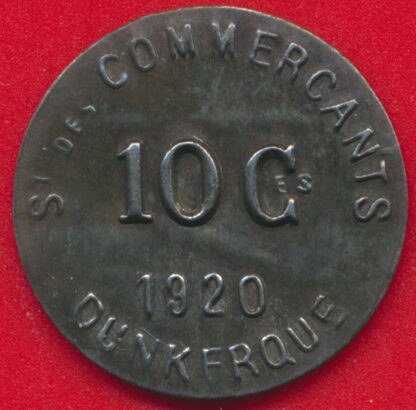 ST DES COMMERCANTS
10 CES
1920
DUNKERQUE